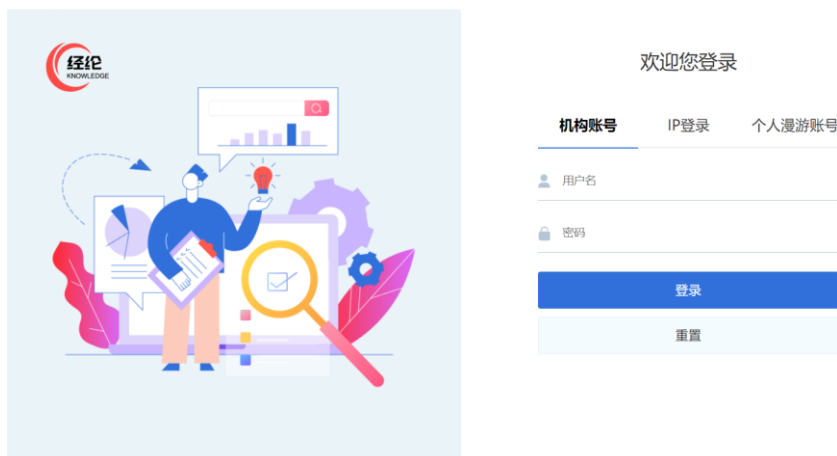 经纶
KNOWLEDGE
欢迎您登录
机构账号 IP登录 个人漫游账号
用户名
密码
登录
重置